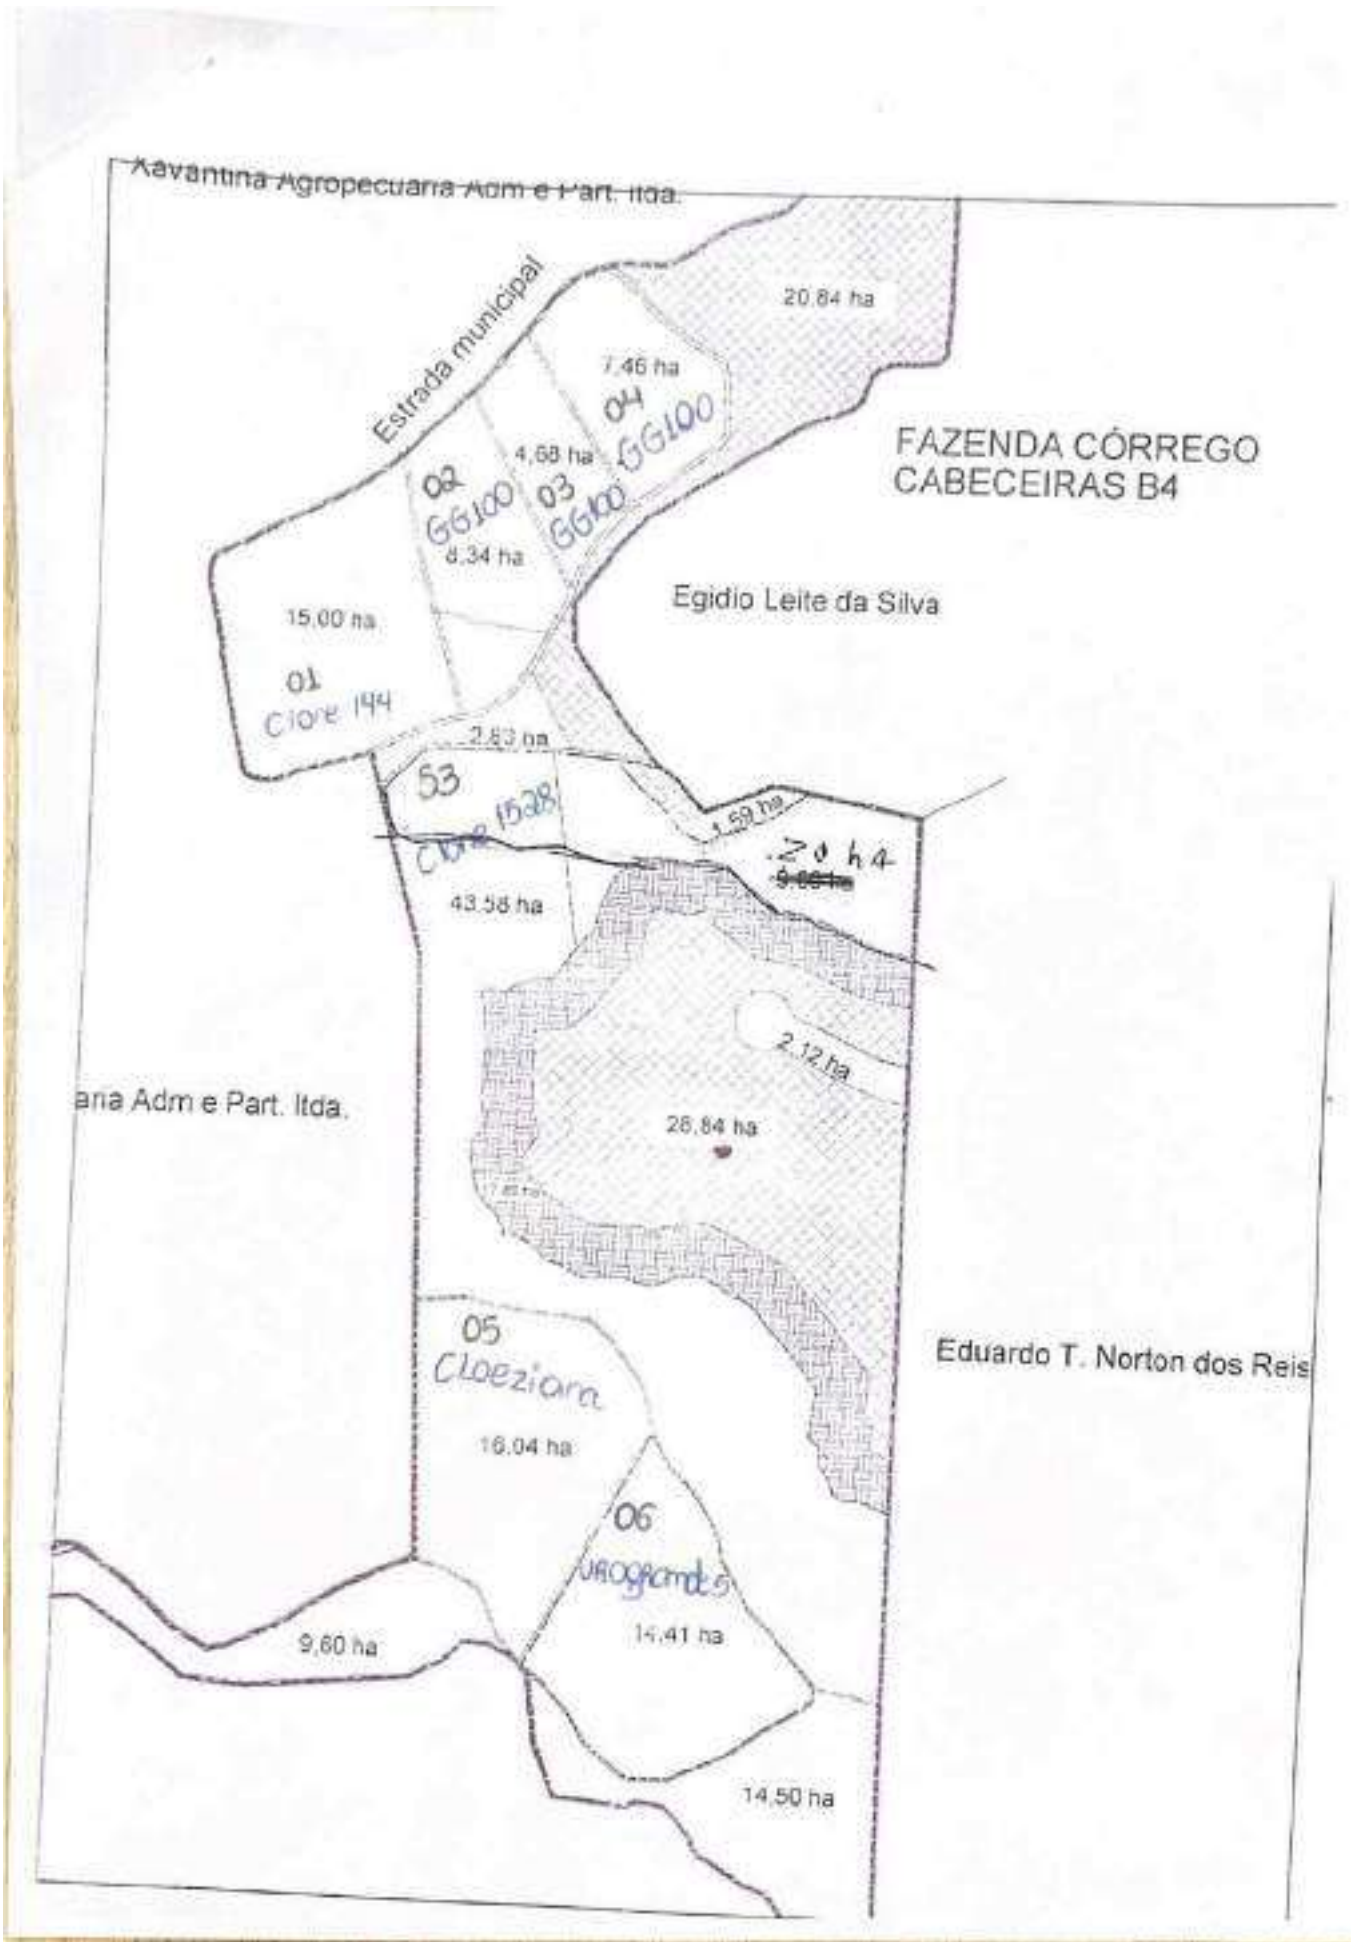 Xavantina Agropecuaria Adm e Part. ltda.
Estrada municipal
20,84 ha
7,46 ha
04
GG100
4,68 ha
03
GG100
02
GG100
8,34 ha
FAZENDA CÓRREGO
CABECEIRAS B4
Egidio Leite da Silva
15,00 ha
01
Clone 144
2,83 ha
53
Clone 1528
1,59 ha
20 ha
43,58 ha
2,12 ha
aria Adm e Part. ltda.
28,84 ha
05
Cloeziana
16,04 ha
Eduardo T. Norton dos Reis
06
UROgRandes
14,41 ha
9,60 ha
14,50 ha